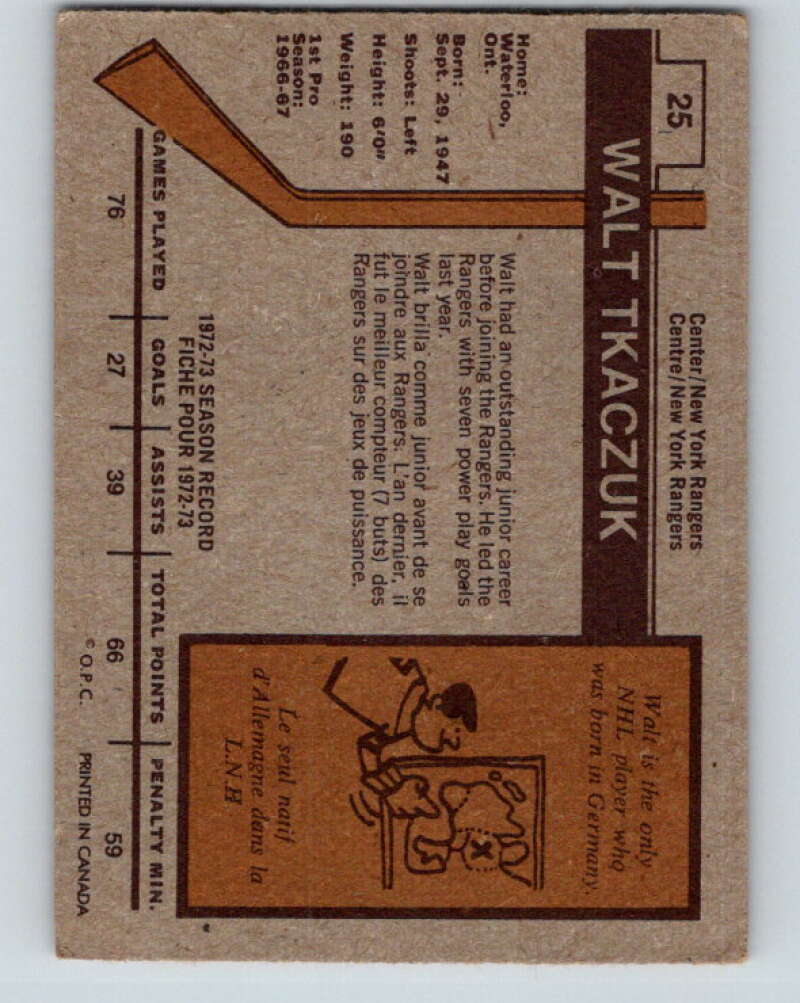 25
WALT TKACZUK
Center/New York Rangers
Centre/New York Rangers
Home:
Waterloo,
Ont.
Born:
Sept. 29, 1947
Shoots: Left
Height: 6'0"
Weight: 190
1st Pro
Season:
1966-67
Walt had an outstanding junior career
before joining the Rangers. He led the
Rangers with seven power play goals
last year.
Walt brilla comme junior avant de se
joindre aux Rangers. L'an dernier, il
fut le meilleur compteur (7 buts) des
Rangers sur des jeux de puissance.
Walt is the only
NHL player who
was born in Germany.
X
Le seul natif
d'Allemagne dans la
L.N.H
1972-73 SEASON RECORD
FICHE POUR 1972-73
GAMES PLAYED GOALS ASSISTS TOTAL POINTS PENALTY MIN.
76 27 39 66 59
© O.P.C. PRINTED IN CANADA